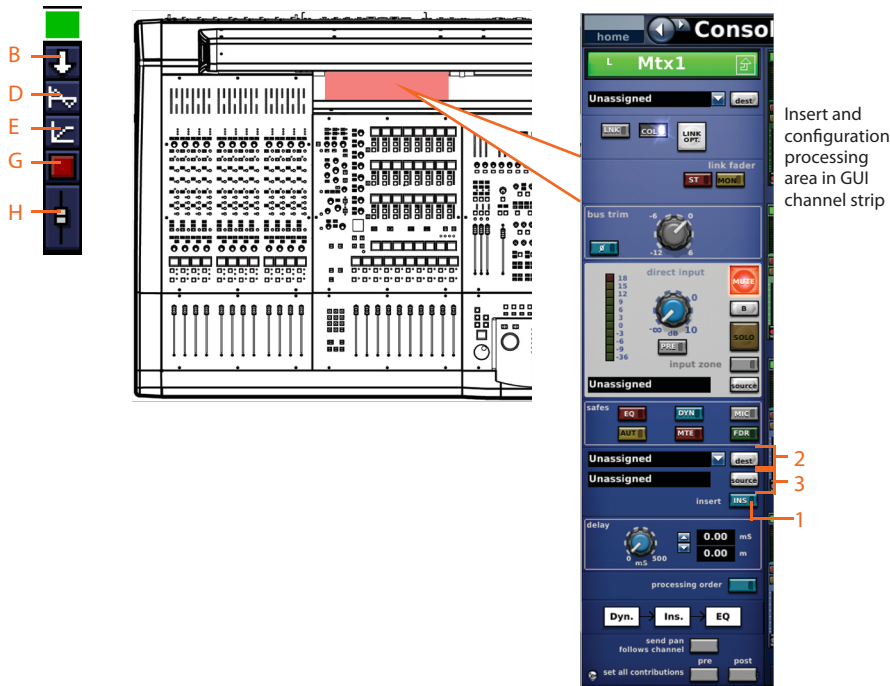 B
D
E
G
H
home
Consol
L Mtx1
Unassigned dest
LNK COL LINK OPT.
link fader
ST MON
bus trim
-6 0
-12 6
ø
direct input
18
15
12
9
6
3
0
-3
-6
-9
-36
0
-∞ dB 10
PRE
MUTE
B
SOLO
input zone
Unassigned source
safes
EQ DYN MIC
AUT MTE FDR
Unassigned dest
Unassigned source
insert INS
2
3
1
delay
0 mS 500
0.00 mS
0.00 m
processing order
Dyn. Ins. EQ
send pan
follows channel
pre post
set all contributions
Insert and
configuration
processing
area in GUI
channel strip